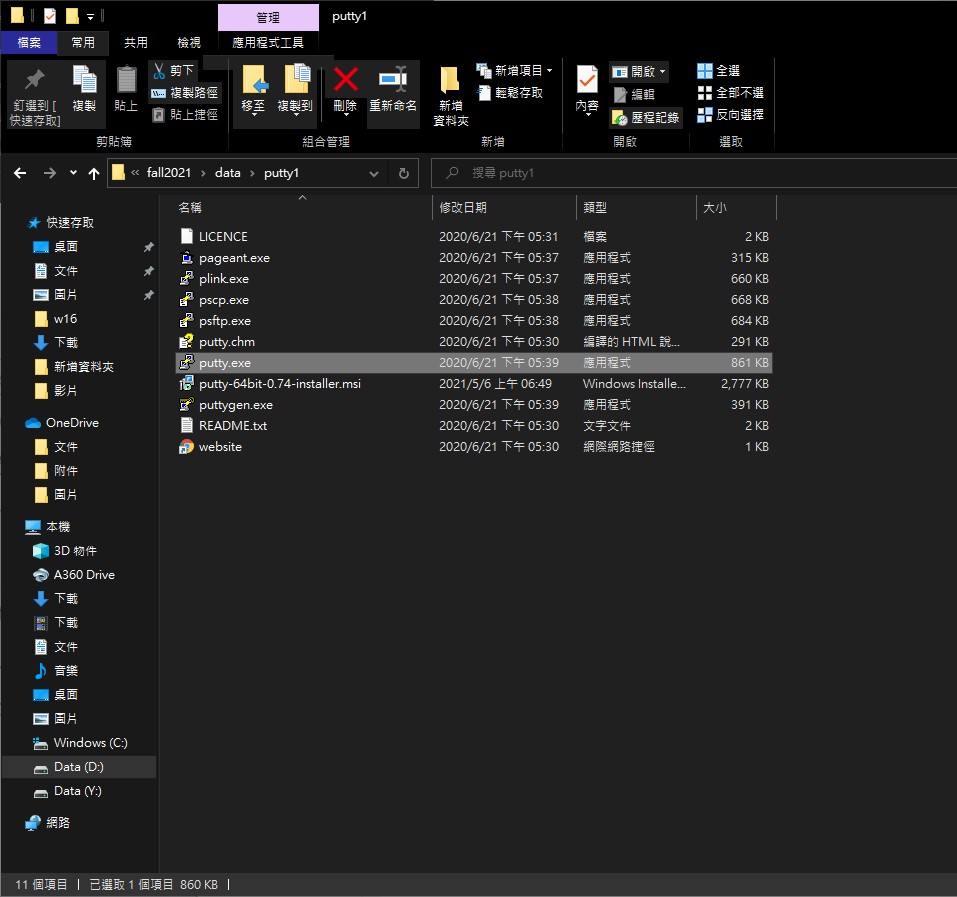 管理
putty1
檔案
常用
共用
檢視
應用程式工具
釘選到 [
快速存取]
複製
貼上
剪下
複製路徑
貼上捷徑
剪貼簿
移至
複製到
刪除
重新命名
組合管理
新增
資料夾
新增項目
輕鬆存取
新增
內容
開啟
編輯
歷程記錄
開啟
全選
全部不選
反向選擇
選取
« fall2021 › data › putty1
搜尋 putty1
名稱 修改日期 類型 大小
LICENCE 2020/6/21 下午 05:31 檔案 2 KB
pageant.exe 2020/6/21 下午 05:37 應用程式 315 KB
plink.exe 2020/6/21 下午 05:37 應用程式 660 KB
pscp.exe 2020/6/21 下午 05:38 應用程式 668 KB
psftp.exe 2020/6/21 下午 05:38 應用程式 684 KB
putty.chm 2020/6/21 下午 05:30 編譯的 HTML 說... 291 KB
putty.exe 2020/6/21 下午 05:39 應用程式 861 KB
putty-64bit-0.74-installer.msi 2021/5/6 上午 06:49 Windows Installe... 2,777 KB
puttygen.exe 2020/6/21 下午 05:39 應用程式 391 KB
README.txt 2020/6/21 下午 05:30 文字文件 2 KB
website 2020/6/21 下午 05:30 網際網路捷徑 1 KB
快速存取
桌面
文件
圖片
w16
下載
新增資料夾
影片
OneDrive
文件
附件
圖片
本機
3D 物件
A360 Drive
下載
下載
文件
音樂
桌面
圖片
Windows (C:)
Data (D:)
Data (Y:)
網路
11 個項目
已選取 1 個項目 860 KB